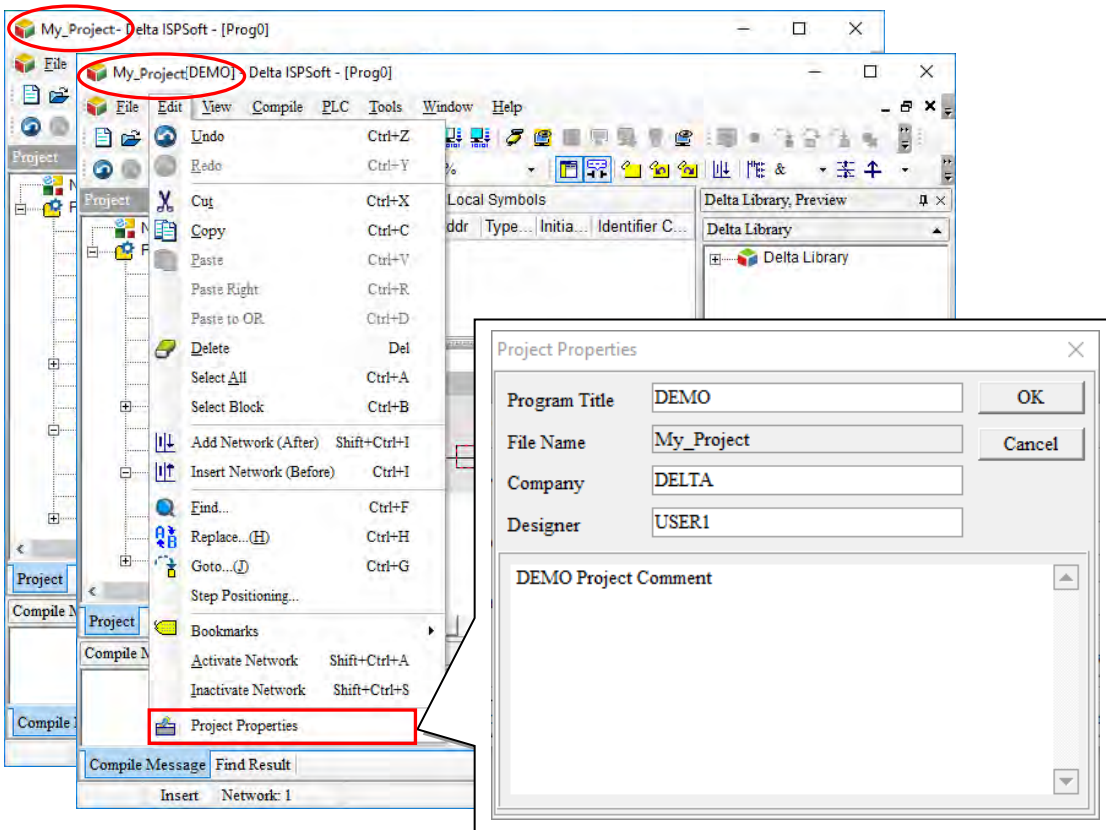 My_Project- Delta ISPSoft - [Prog0]
File
Project
My_Project[DEMO] - Delta ISPSoft - [Prog0]
File Edit View Compile PLC Tools Window Help
Undo Ctrl+Z
Redo Ctrl+Y
Cut Ctrl+X
Copy Ctrl+C
Paste Ctrl+V
Paste Right Ctrl+R
Paste to OR Ctrl+D
Delete Del
Select All Ctrl+A
Select Block Ctrl+B
Add Network (After) Shift+Ctrl+I
Insert Network (Before) Ctrl+I
Find... Ctrl+F
Replace...(H) Ctrl+H
Goto...(J) Ctrl+G
Step Positioning...
Bookmarks
Activate Network Shift+Ctrl+A
Inactivate Network Shift+Ctrl+S
Project Properties
Project
Local Symbols
Type... Initia... Identifier C...
Delta Library, Preview
Delta Library
Delta Library
Project
Compile
Compile
Project
Compile
Compile Message Find Result
Insert Network: 1
Project Properties
Program Title DEMO OK
File Name My_Project Cancel
Company DELTA
Designer USER1
DEMO Project Comment